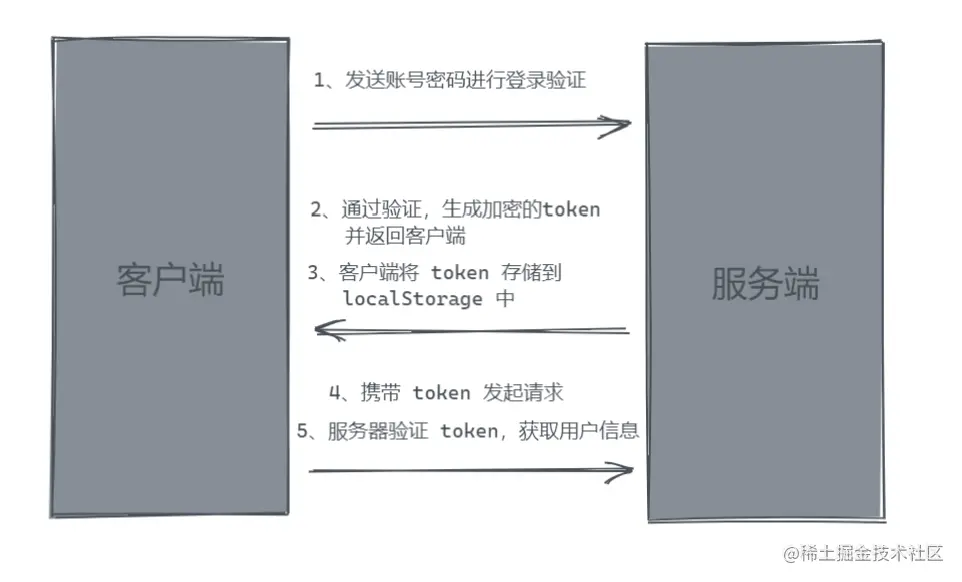 1、发送账号密码进行登录验证
2、通过验证，生成加密的token
并返回客户端
3、客户端将 token 存储到
localStorage 中
客户端
服务端
4、携带 token 发起请求
5、服务器验证 token，获取用户信息
@稀土掘金技术社区